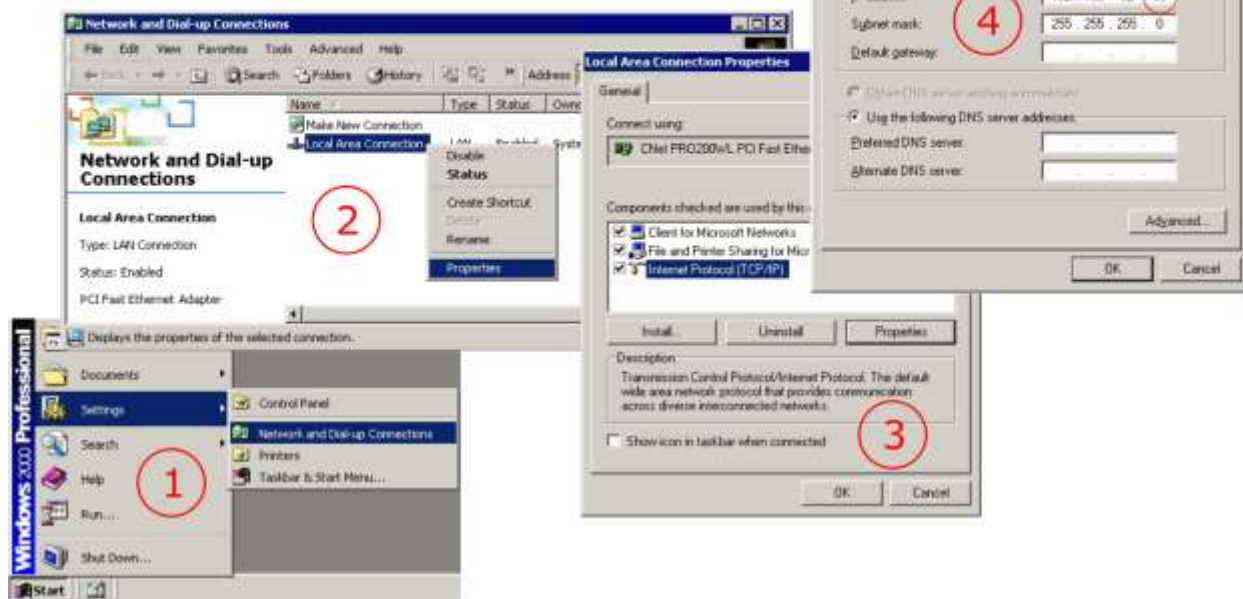 Network and Dial-up Connections
File Edit View Favorites Tools Advanced Help
Search Folders History Address
Name Type Status Owne
Make New Connection
Local Area Connection LAN Enabled Syste
Network and Dial-up
Connections
Local Area Connection
Type: LAN Connection
Status: Enabled
PCI Fast Ethernet Adapter
Disable
Status
Create Shortcut
Delete
Rename
Properties
2
Displays the properties of the selected connection.
Windows 2000 Professional
Documents
Settings
Search
Help
Run...
Shut Down...
Start
Control Panel
Network and Dial-up Connections
Printers
Taskbar & Start Menu...
1
Local Area Connection Properties
General
Connect using:
CNet PRO200WL PCI Fast Ether
Components checked are used by this
Client for Microsoft Networks
File and Printer Sharing for Micr
Internet Protocol (TCP/IP)
Install... Uninstall Properties
Description
Transmission Control Protocol/Internet Protocol. The default
wide area network protocol that provides communication
across diverse interconnected networks.
Show icon in taskbar when connected
3
OK Cancel
4
Subnet mask: 255 . 255 . 255 . 0
Default gateway:
Obtain DNS server address automatically
Use the following DNS server addresses:
Preferred DNS server:
Alternate DNS server:
Advanced...
OK Cancel